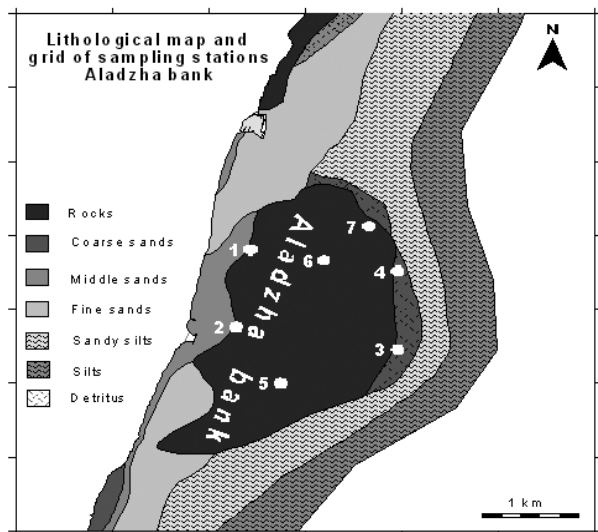 Lithological map and
grid of sampling stations
Aladzha bank
N
Rocks
Coarse sands
Middle sands
Fine sands
Sandy silts
Silts
Detritus
7
1
6
4
2
3
5
Aladzha bank
1 km